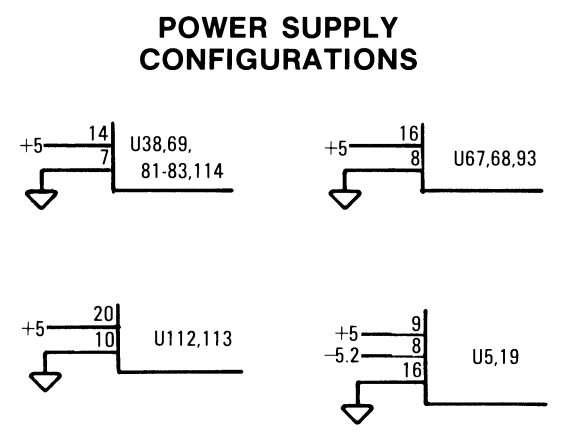 POWER SUPPLY
CONFIGURATIONS
14
+5
U38,69,
7
81-83,114
16
+5
8
U67,68,93
20
+5
10
U112,113
9
+5
8
-5.2
U5,19
16